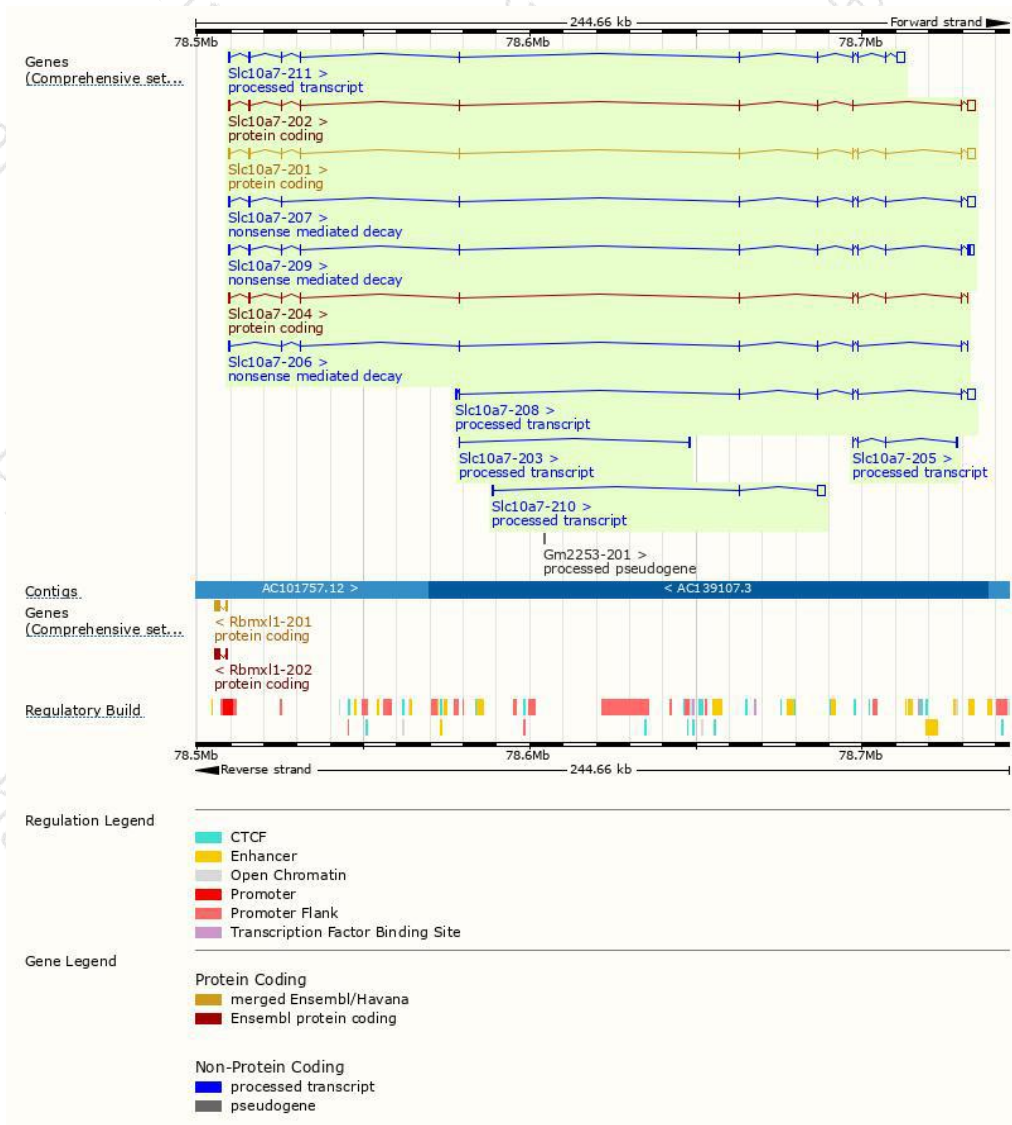 244.66 kb Forward strand
78.5Mb 78.6Mb 78.7Mb
Genes
(Comprehensive set...
Slc10a7-211 >
processed transcript
Slc10a7-202 >
protein coding
Slc10a7-201 >
protein coding
Slc10a7-207 >
nonsense mediated decay
Slc10a7-209 >
nonsense mediated decay
Slc10a7-204 >
protein coding
Slc10a7-206 >
nonsense mediated decay
Slc10a7-208 >
processed transcript
Slc10a7-203 > Slc10a7-205 >
processed transcript processed transcript
Slc10a7-210 >
processed transcript
Gm2253-201 >
processed pseudogene
Contigs AC101757.12 > < AC139107.3
Genes
(Comprehensive set...
< Rbmxl1-201
protein coding
< Rbmxl1-202
protein coding
Regulatory Build
78.5Mb 78.6Mb 78.7Mb
Reverse strand 244.66 kb
Regulation Legend
CTCF
Enhancer
Open Chromatin
Promoter
Promoter Flank
Transcription Factor Binding Site
Gene Legend
Protein Coding
merged Ensembl/Havana
Ensembl protein coding
Non-Protein Coding
processed transcript
pseudogene